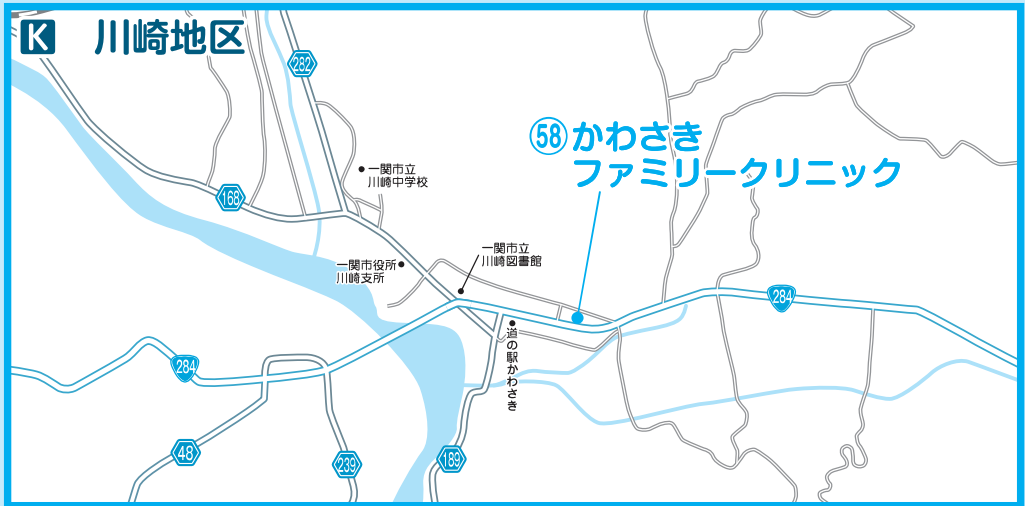 K 川崎地区
282
58 かわさき
ファミリークリニック
一関市立
川崎中学校
168
一関市立
川崎図書館
一関市役所
川崎支所
284
道の駅かわさき
284
48
239
189